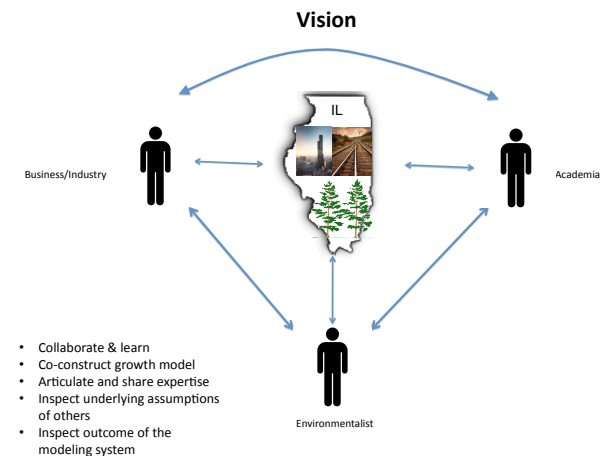 Vision
IL
Business/Industry
Academia
Environmentalist
• Collaborate & learn
• Co-construct growth model
• Articulate and share expertise
• Inspect underlying assumptions
of others
• Inspect outcome of the
modeling system